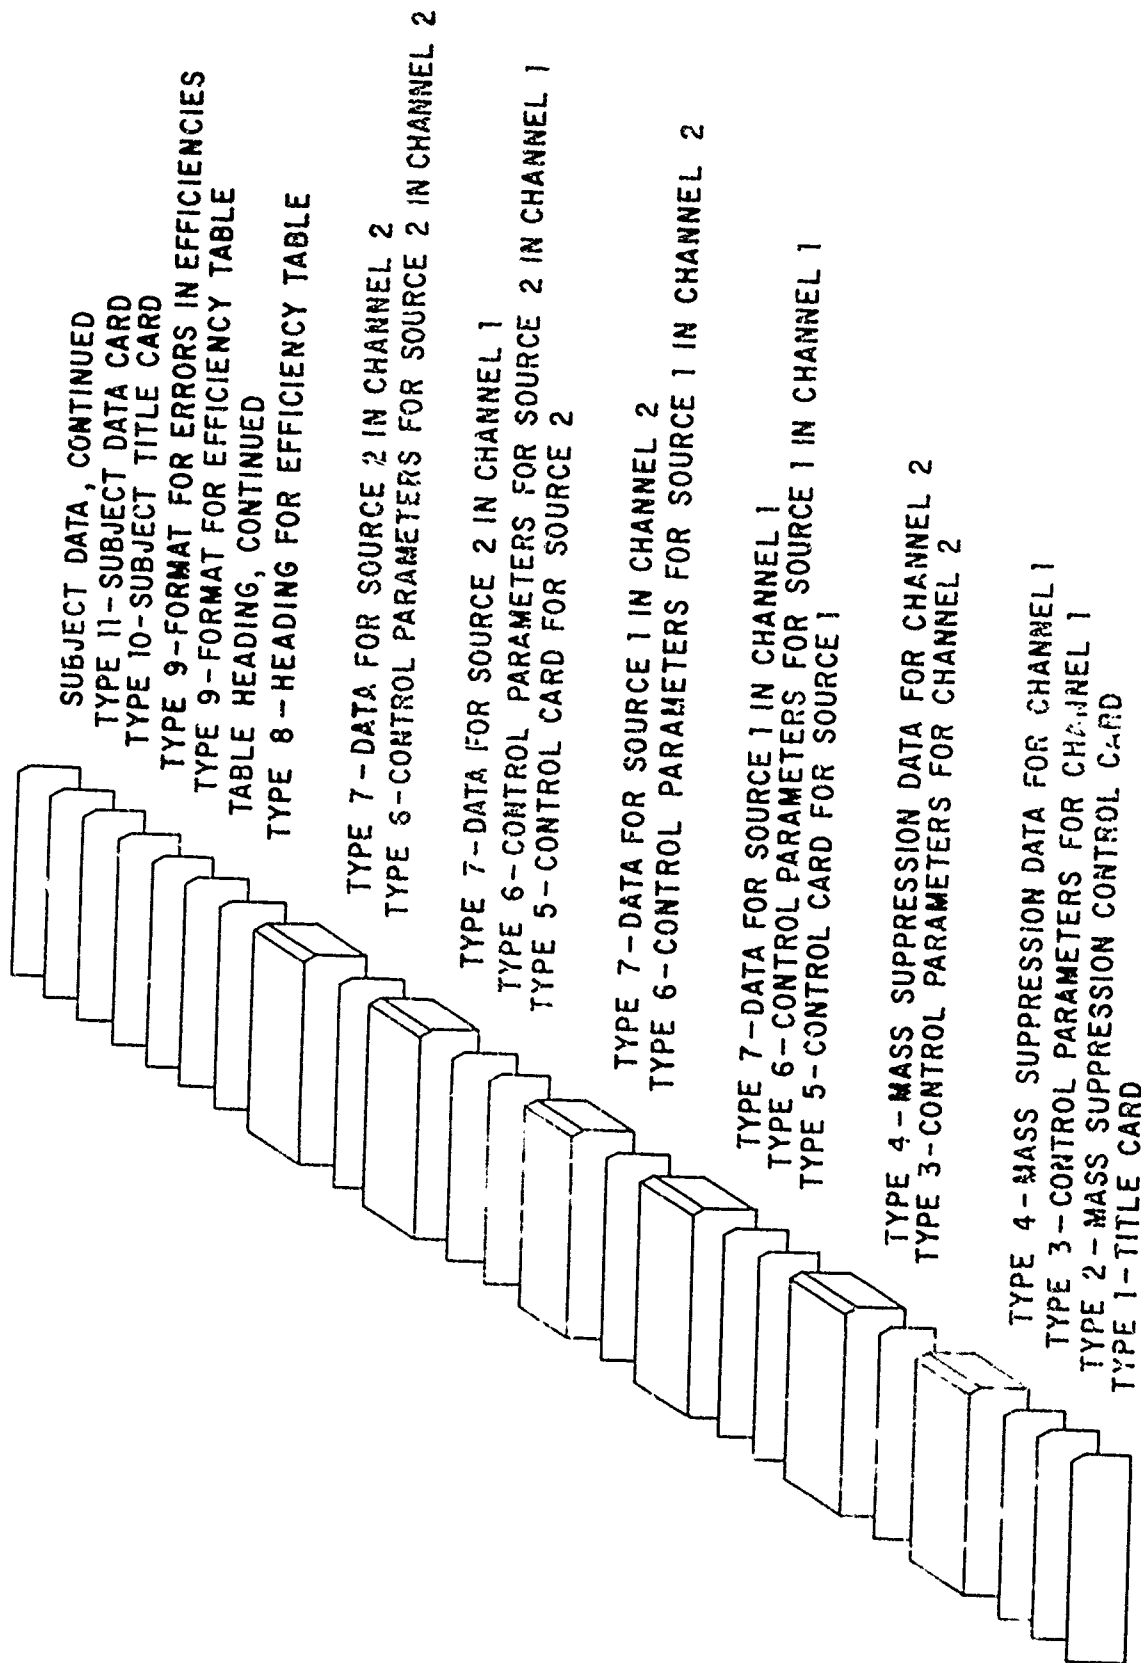 SUBJECT DATA, CONTINUED
TYPE 11-SUBJECT DATA CARD
TYPE 10-SUBJECT TITLE CARD
TYPE 9-FORMAT FOR ERRORS IN EFFICIENCIES
TYPE 9-FORMAT FOR EFFICIENCY TABLE
TABLE HEADING, CONTINUED
TYPE 8-HEADING FOR EFFICIENCY TABLE
TYPE 7-DATA FOR SOURCE 2 IN CHANNEL 2
TYPE 6-CONTROL PARAMETERS FOR SOURCE 2 IN CHANNEL 2
TYPE 7-DATA FOR SOURCE 2 IN CHANNEL 1
TYPE 6-CONTROL PARAMETERS FOR SOURCE 2 IN CHANNEL 1
TYPE 5-CONTROL CARD FOR SOURCE 2
TYPE 7-DATA FOR SOURCE 1 IN CHANNEL 2
TYPE 6-CONTROL PARAMETERS FOR SOURCE 1 IN CHANNEL 2
TYPE 7-DATA FOR SOURCE 1 IN CHANNEL 1
TYPE 6-CONTROL PARAMETERS FOR SOURCE 1 IN CHANNEL 1
TYPE 5-CONTROL CARD FOR SOURCE 1
TYPE 4-MASS SUPPRESSION DATA FOR CHANNEL 2
TYPE 3-CONTROL PARAMETERS FOR CHANNEL 2
TYPE 4-MASS SUPPRESSION DATA FOR CHANNEL 1
TYPE 3-CONTROL PARAMETERS FOR CHANNEL 1
TYPE 2-MASS SUPPRESSION CONTROL CARD
TYPE 1-TITLE CARD